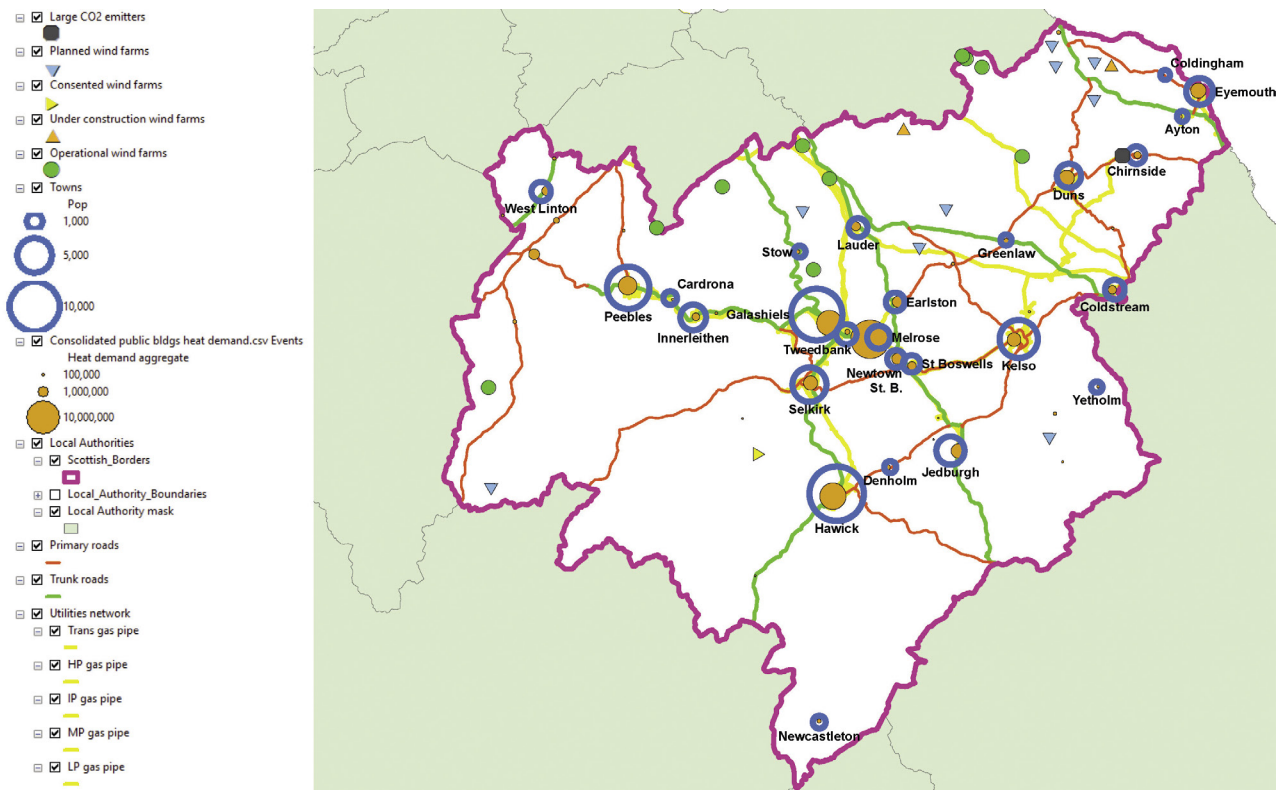 Large CO2 emitters
Planned wind farms
Consented wind farms
Under construction wind farms
Operational wind farms
Towns
Pop
1,000
5,000
10,000
Consolidated public bldgs heat demand.csv Events
Heat demand aggregate
100,000
1,000,000
10,000,000
Local Authorities
Scottish_Borders
Local_Authority_Boundaries
Local Authority mask
Primary roads
Trunk roads
Utilities network
Trans gas pipe
HP gas pipe
IP gas pipe
MP gas pipe
LP gas pipe
Coldingham
Eyemouth
Ayton
Chirnside
Duns
West Linton
Lauder
Greenlaw
Stow
Cardrona
Peebles
Innerleithen
Galashiels
Earlston
Coldstream
Tweedbank
Melrose
Newtown
St. B.
St Boswells
Kelso
Selkirk
Yetholm
Jedburgh
Denholm
Hawick
Newcastleton